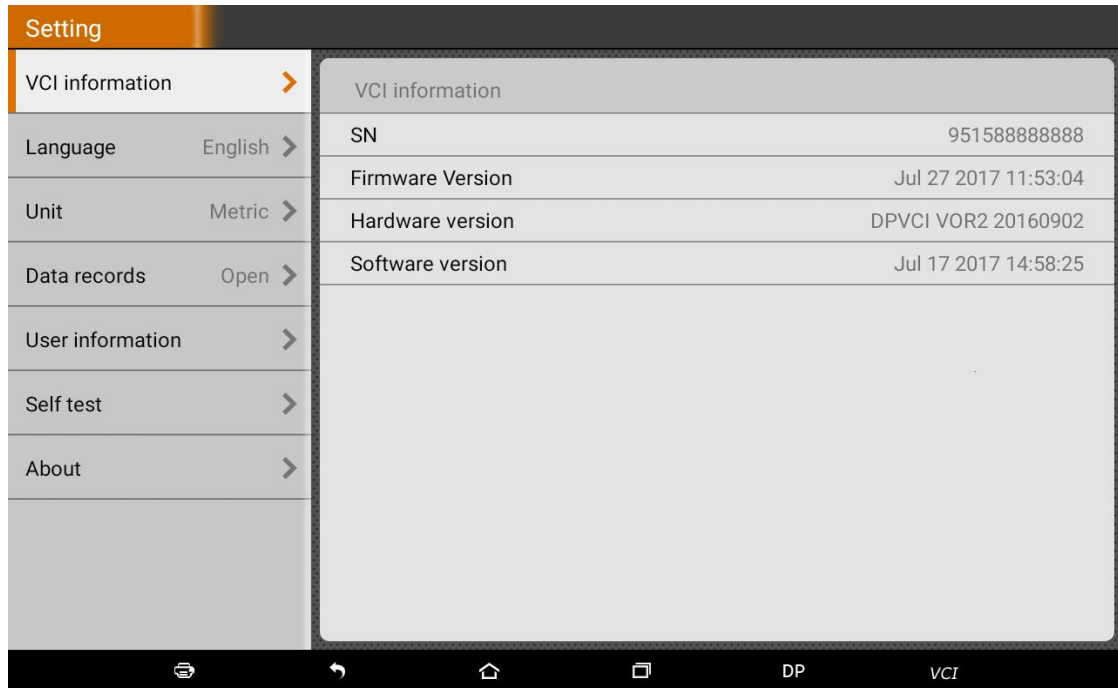 Setting
VCI information
Language English
Unit Metric
Data records Open
User information
Self test
About
VCI information
SN 951588888888
Firmware Version Jul 27 2017 11:53:04
Hardware version DPVCI VOR2 20160902
Software version Jul 17 2017 14:58:25
DP VCI